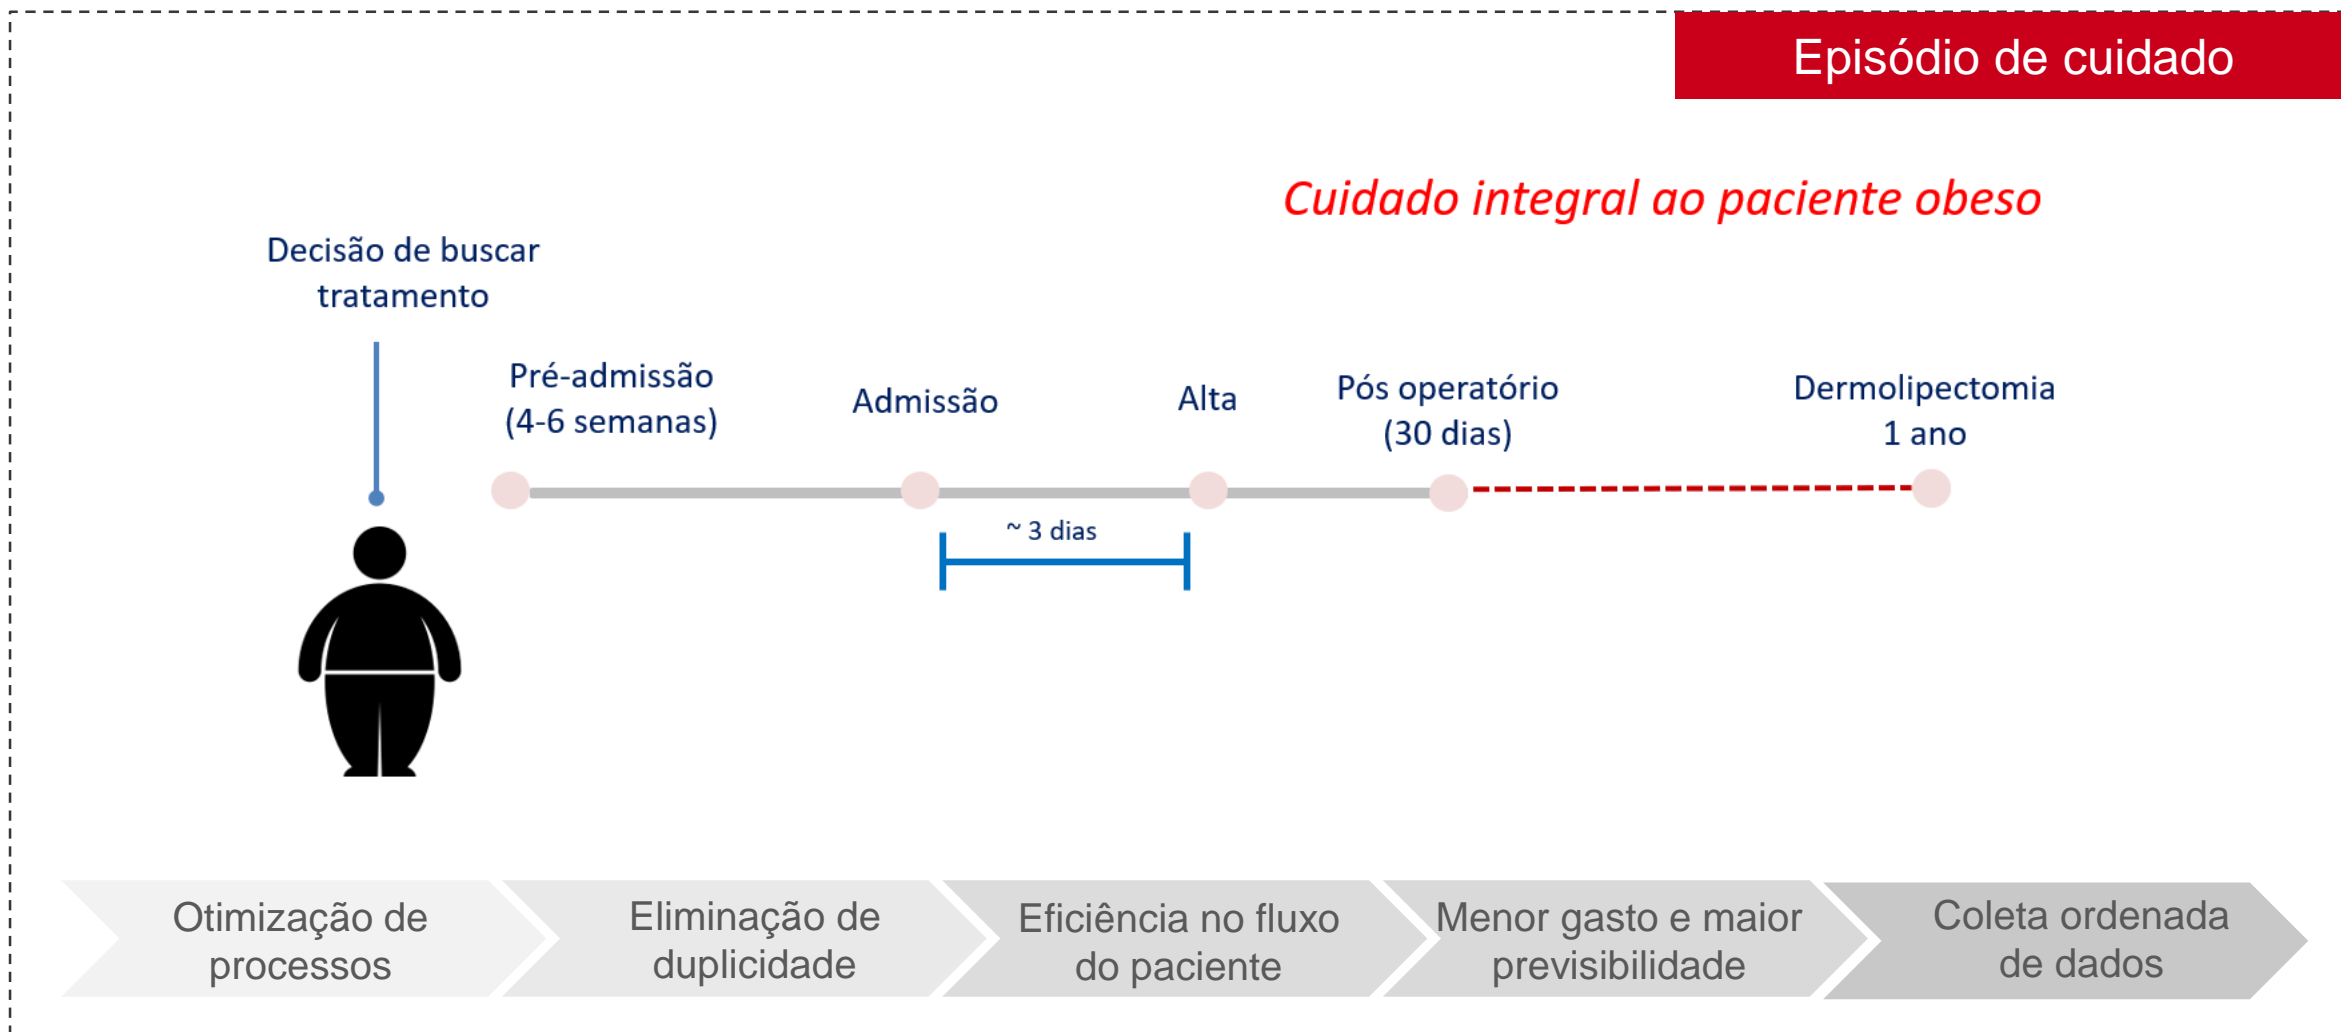 Episódio de cuidado
Cuidado integral ao paciente obeso
Decisão de buscar
tratamento
Pré-admissão
(4-6 semanas)
Admissão
Alta
Pós operatório
(30 dias)
Dermolipectomia
1 ano
~ 3 dias
Otimização de
processos
Eliminação de
duplicidade
Eficiência no fluxo
do paciente
Menor gasto e maior
previsibilidade
Coleta ordenada
de dados